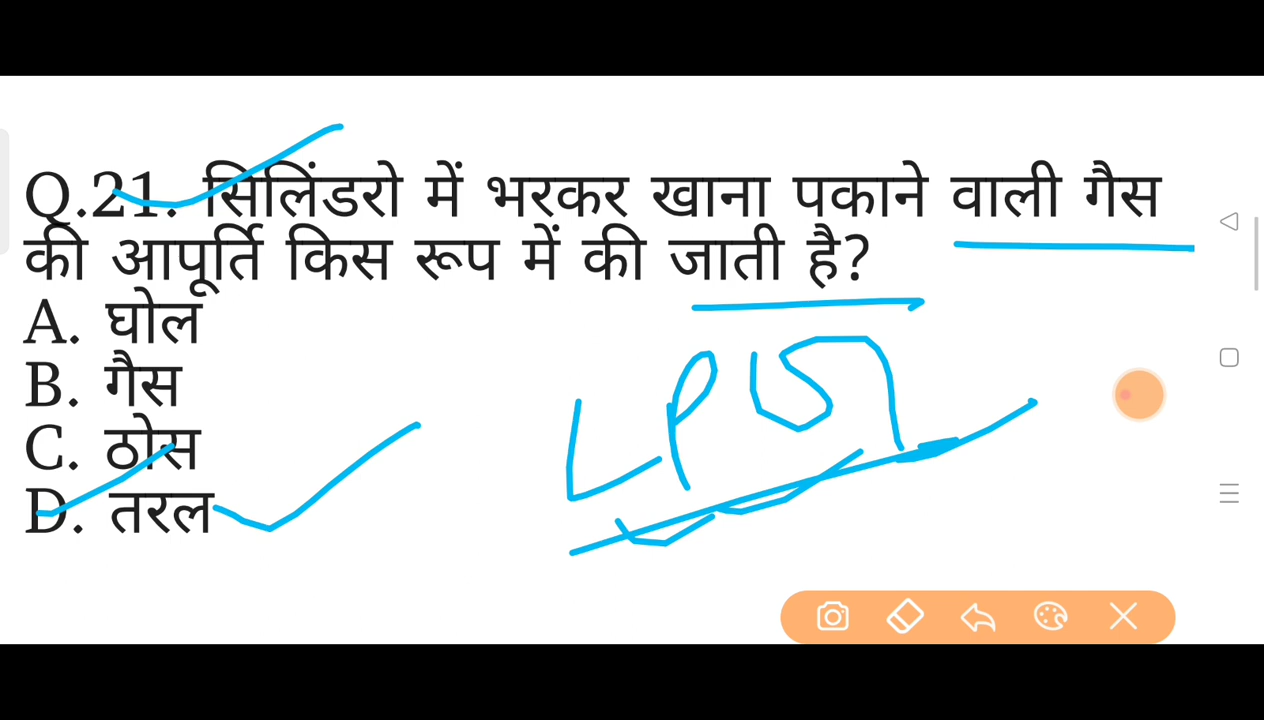 Q.21. सिलिंडरो में भरकर खाना पकाने वाली गैस
की आपूर्ति किस रूप में की जाती है?
A. घोल
B. गैस
C. ठोस
D. तरल
LPG